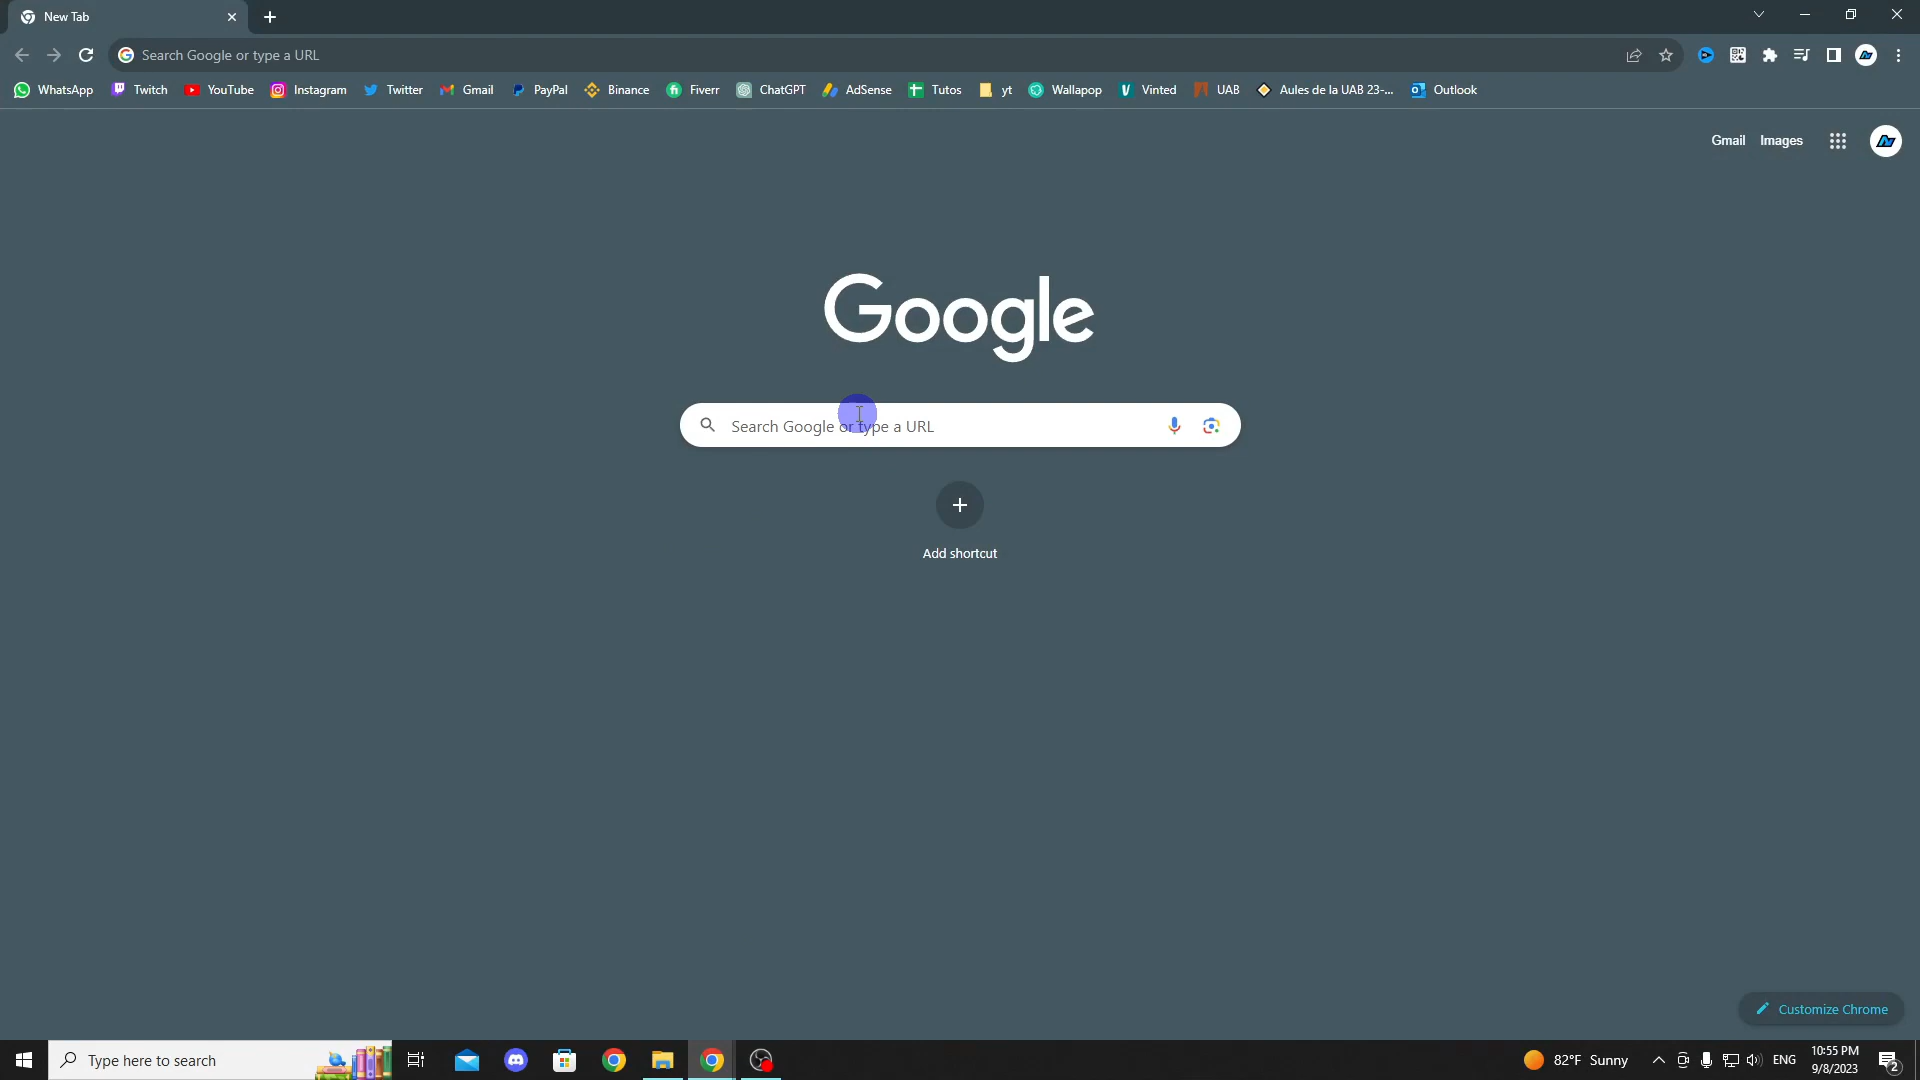 New Tab
Search Google or type a URL
WhatsApp Twitch YouTube Instagram Twitter Gmail PayPal Binance Fiverr ChatGPT AdSense Tutos yt Wallapop Vinted UAB Aules de la UAB 23-... Outlook
Gmail Images
Google
Search Google or type a URL
Add shortcut
Customize Chrome
Type here to search
82°F Sunny
ENG
10:55 PM
9/8/2023
2